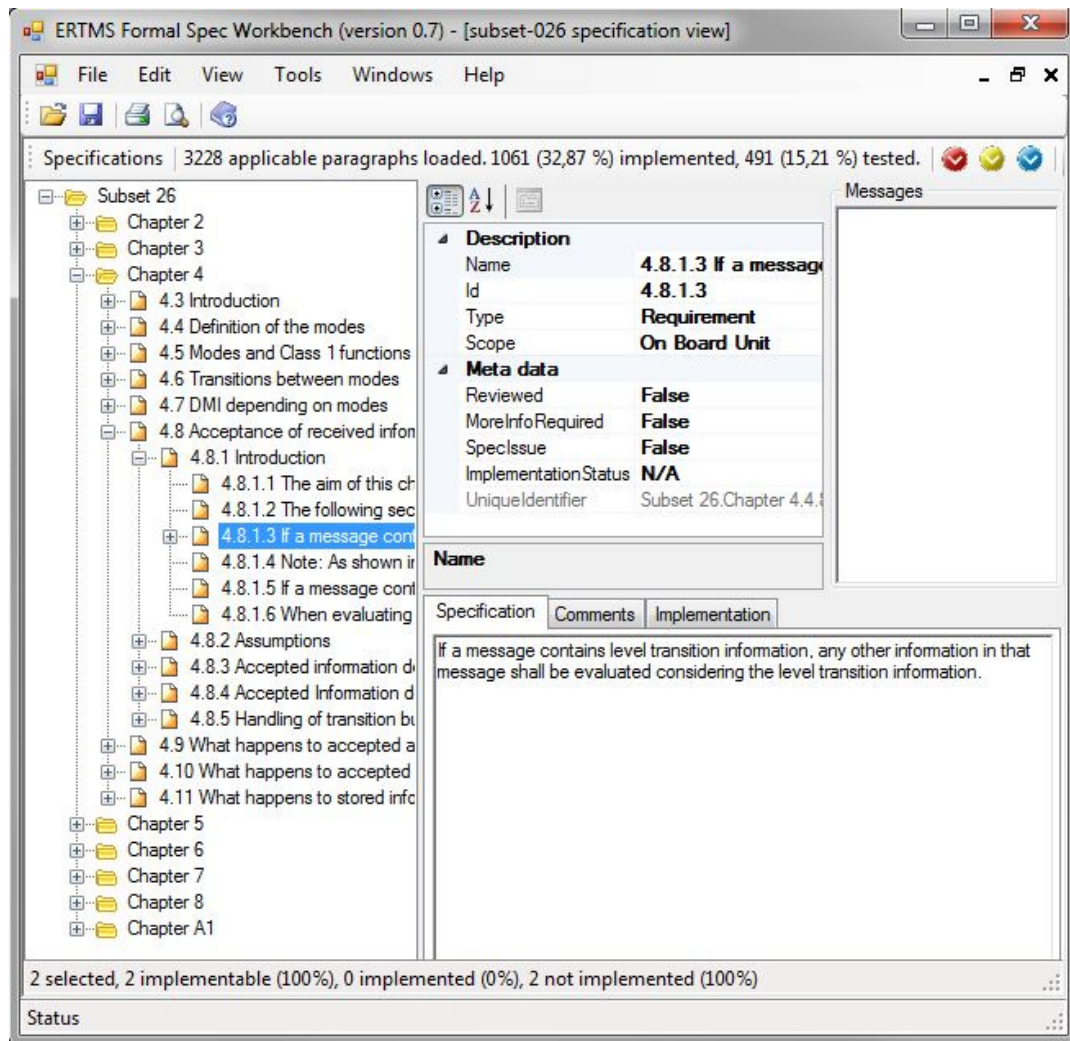 ERTMS Formal Spec Workbench (version 0.7) - [subset-026 specification view]
File Edit View Tools Windows Help
Specifications 3228 applicable paragraphs loaded. 1061 (32,87 %) implemented, 491 (15,21 %) tested.
Subset 26
Chapter 2
Chapter 3
Chapter 4
4.3 Introduction
4.4 Definition of the modes
4.5 Modes and Class 1 functions
4.6 Transitions between modes
4.7 DMI depending on modes
4.8 Acceptance of received infor
4.8.1 Introduction
4.8.1.1 The aim of this ch
4.8.1.2 The following sec
4.8.1.3 If a message cont
4.8.1.4 Note: As shown in
4.8.1.5 If a message cont
4.8.1.6 When evaluating
4.8.2 Assumptions
4.8.3 Accepted information de
4.8.4 Accepted Information d
4.8.5 Handling of transition bu
4.9 What happens to accepted a
4.10 What happens to accepted
4.11 What happens to stored info
Chapter 5
Chapter 6
Chapter 7
Chapter 8
Chapter A1
Description
Name 4.8.1.3 If a message
Id 4.8.1.3
Type Requirement
Scope On Board Unit
Meta data
Reviewed False
MoreInfoRequired False
SpecIssue False
ImplementationStatus N/A
UniqueIdentifier Subset 26.Chapter 4.4.8
Name
Messages
Specification Comments Implementation
If a message contains level transition information, any other information in that
message shall be evaluated considering the level transition information.
2 selected, 2 implementable (100%), 0 implemented (0%), 2 not implemented (100%)
Status